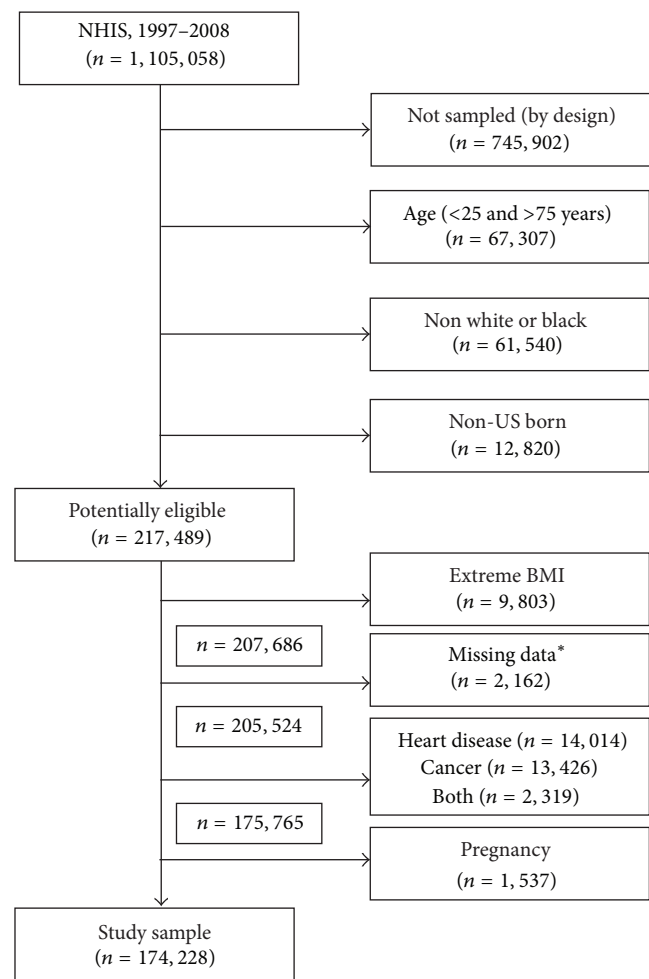 NHIS, 1997–2008
(n = 1, 105, 058)
Not sampled (by design)
(n = 745, 902)
Age (<25 and >75 years)
(n = 67, 307)
Non white or black
(n = 61, 540)
Non-US born
(n = 12, 820)
Potentially eligible
(n = 217, 489)
Extreme BMI
(n = 9, 803)
n = 207, 686
Missing data*
(n = 2, 162)
n = 205, 524
Heart disease (n = 14, 014)
Cancer (n = 13, 426)
Both (n = 2, 319)
n = 175, 765
Pregnancy
(n = 1, 537)
Study sample
(n = 174, 228)